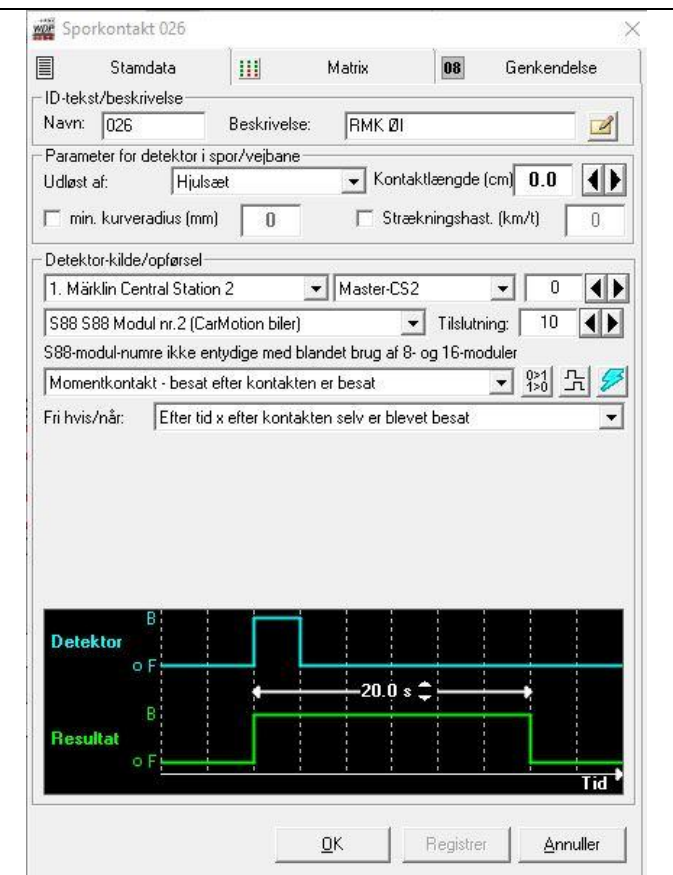 WDP Sporkontakt 026
Stamdata Matrix 08 Genkendelse
ID-tekst/beskrivelse
Navn: 026 Beskrivelse: RMK Øl
Parameter for detektor i spor/vejbane
Udløst af: Hjulsæt Kontaktlængde (cm) 0.0
min. kurveradius (mm) 0 Strækningshast. (km/t) 0
Detektor-kilde/opførsel
1. Märklin Central Station 2 Master-CS2 0
S88 S88 Modul nr.2 (CarMotion biler) Tilslutning: 10
S88-modul-numre ikke entydige med blandet brug af 8- og 16-moduler
Momentkontakt - besat efter kontakten er besat 0>1
1>0
Fri hvis/når: Efter tid x efter kontakten selv er blevet besat
B
Detektor
o F
20.0 s
B
Resultat
o F
Tid
OK Registrer Annuller